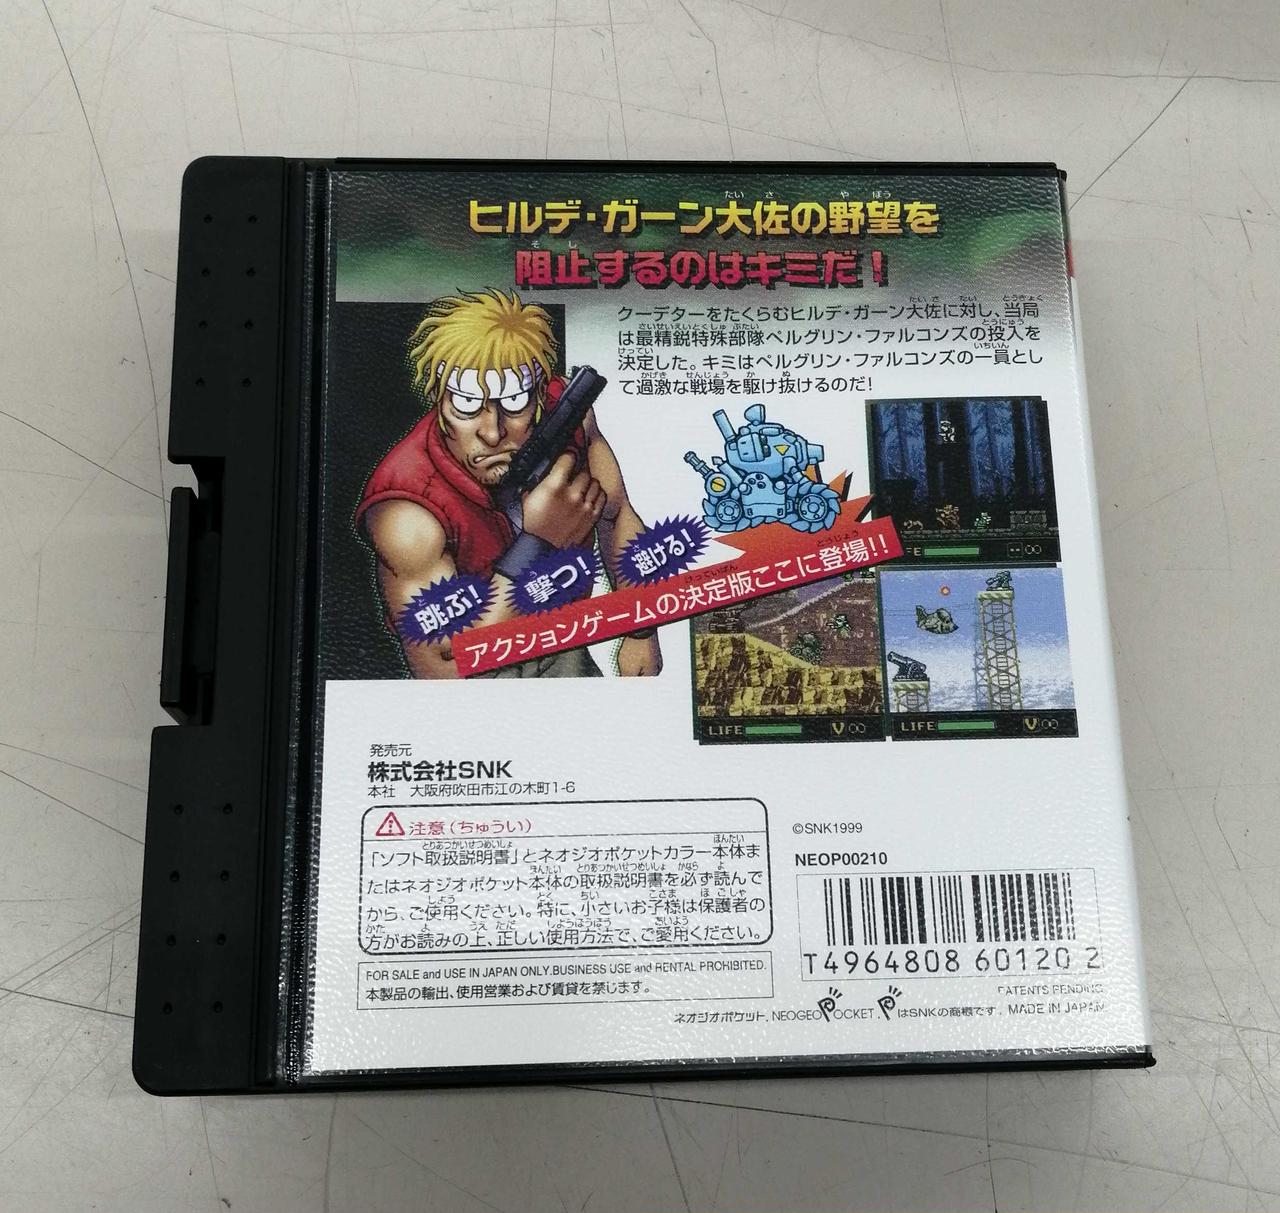 ヒルデ・ガーン大佐の野望を
阻止するのはキミだ!
クーデターをたくらむヒルデ・ガーン大佐に対し、当局
は最精鋭特殊部隊ペルグリン・ファルコンズの投入を
決定した。キミはペルグリン・ファルコンズの一員とし
て過激な戦場を駆け抜けるのだ!
跳ぶ!
撃つ!
避ける!
アクションゲームの決定版ここに登場!!
FE
LIFE V∞
LIFE V∞
発売元
株式会社SNK
本社 大阪府吹田市江の木町1-6
注意(ちゅうい)
「ソフト取扱説明書」とネオジオポケットカラー本体ま
たはネオジオポケット本体の取扱説明書を必ず読んで
から、ご使用ください。特に、小さいお子様は保護者の
方がお読みの上、正しい使用方法で、ご愛用ください。
FOR SALE and USE IN JAPAN ONLY.BUSINESS USE and RENTAL PROHIBITED.
本製品の輸出、使用営業および賃貸を禁じます。
©SNK1999
NEOP00210
T4964808 60120 2
PATENTS PENDING
ネオジオポケット, NEOGEO POCKET, PはSNKの商標です。 MADE IN JAPAN